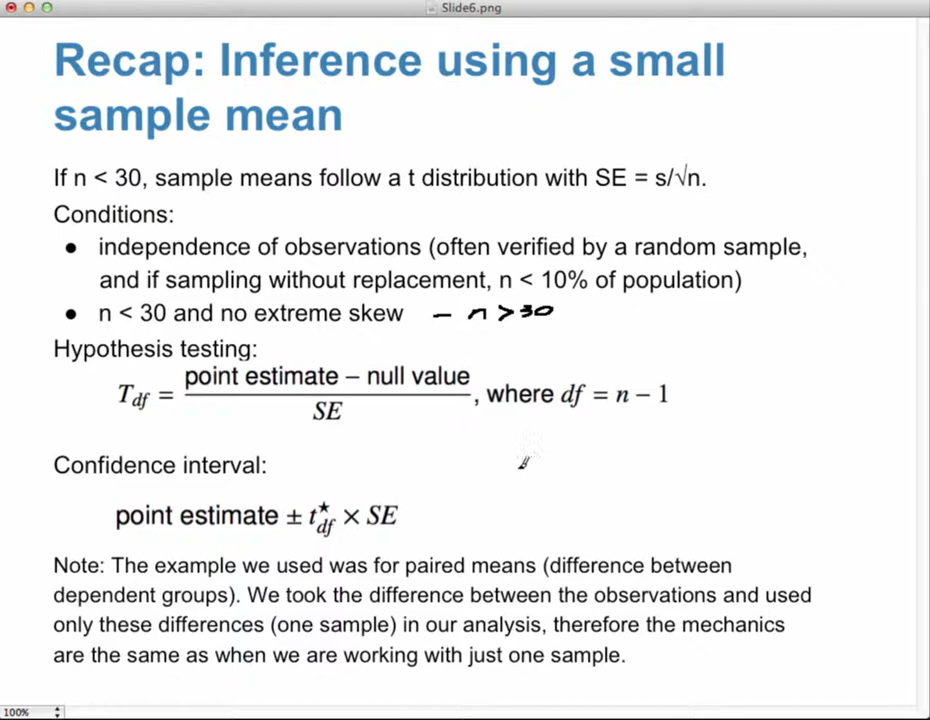 Slide6.png
Recap: Inference using a small
sample mean
If n < 30, sample means follow a t distribution with SE = s/√n.
Conditions:
● independence of observations (often verified by a random sample,
and if sampling without replacement, n < 10% of population)
● n < 30 and no extreme skew – n > 30
Hypothesis testing:
T_df = (point estimate – null value) / SE, where df = n – 1
Confidence interval:
point estimate ± t★_df × SE
Note: The example we used was for paired means (difference between
dependent groups). We took the difference between the observations and used
only these differences (one sample) in our analysis, therefore the mechanics
are the same as when we are working with just one sample.
100%